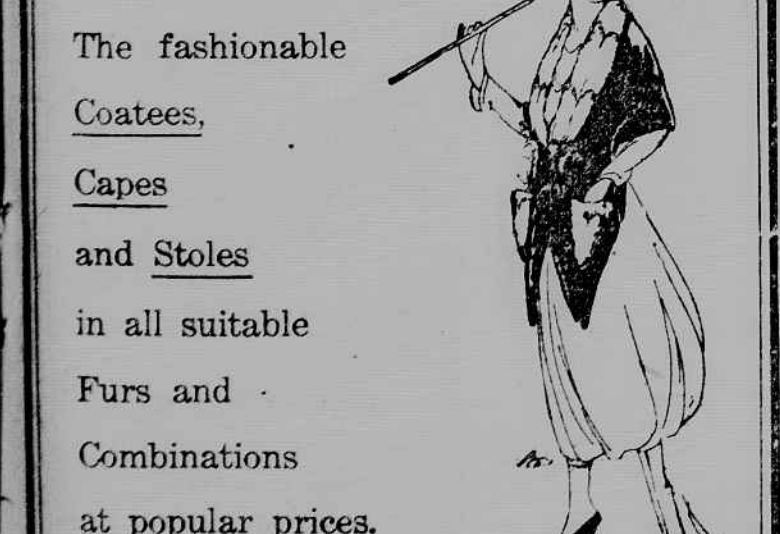 The fashionable
Coatees,
Capes
and Stoles
in all suitable
Furs and
Combinations
at popular prices.